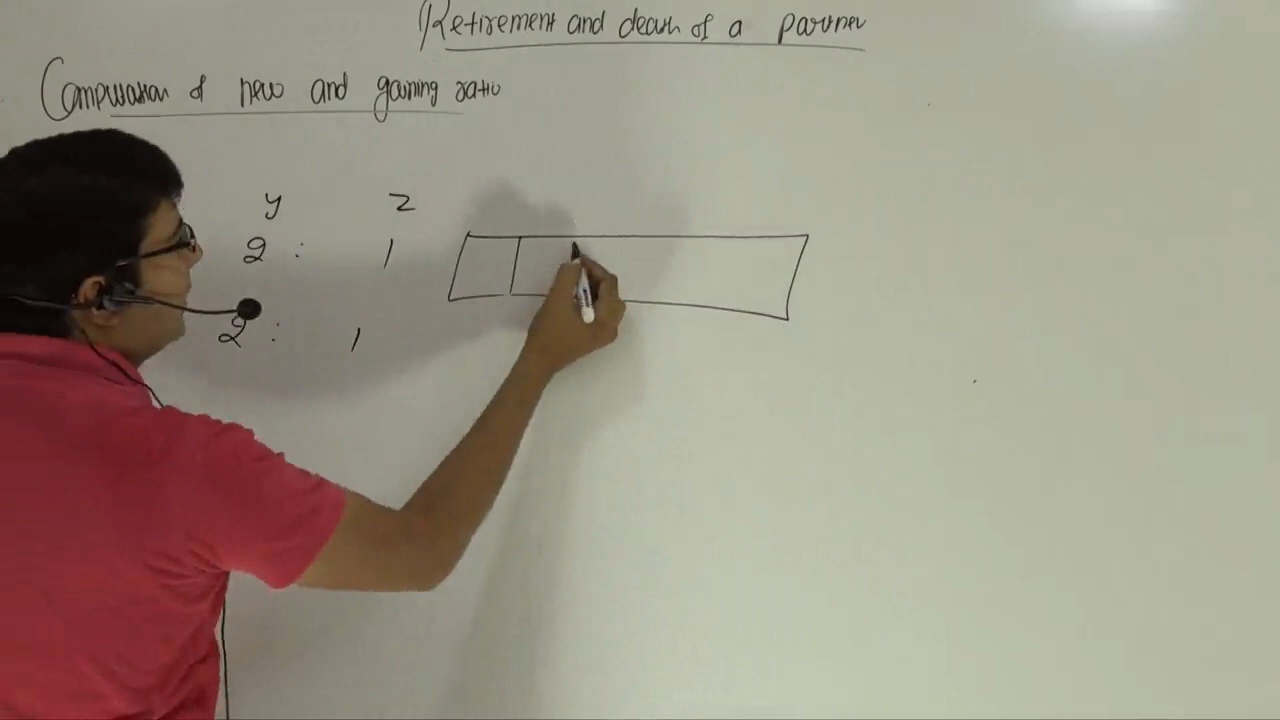 Retirement and death of a partner
Computation of new and gaining ratio
y z
2 : 1
2 : 1